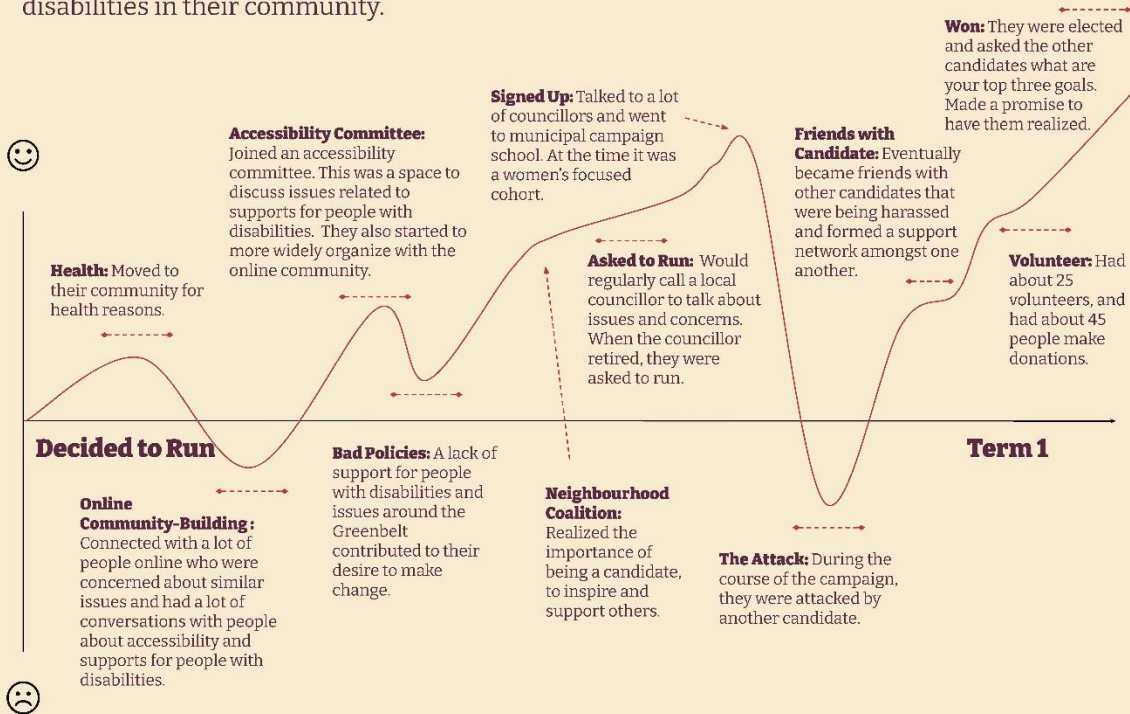 disabilities in their community.
Health: Moved to
their community for
health reasons.
Accessibility Committee:
Joined an accessibility
committee. This was a space to
discuss issues related to
supports for people with
disabilities. They also started to
more widely organize with the
online community.
Signed Up: Talked to a lot
of councillors and went
to municipal campaign
school. At the time it was
a women's focused
cohort.
Asked to Run: Would
regularly call a local
councillor to talk about
issues and concerns.
When the councillor
retired, they were
asked to run.
Friends with
Candidate: Eventually
became friends with
other candidates that
were being harassed
and formed a support
network amongst one
another.
Won: They were elected
and asked the other
candidates what are
your top three goals.
Made a promise to
have them realized.
Volunteer: Had
about 25
volunteers, and
had about 45
people make
donations.
Decided to Run
Term 1
Online
Community-Building:
Connected with a lot of
people online who were
concerned about similar
issues and had a lot of
conversations with people
about accessibility and
supports for people with
disabilities.
Bad Policies: A lack of
support for people
with disabilities and
issues around the
Greenbelt
contributed to their
desire to make
change.
Neighbourhood
Coalition:
Realized the
importance of
being a candidate,
to inspire and
support others.
The Attack: During the
course of the campaign,
they were attacked by
another candidate.